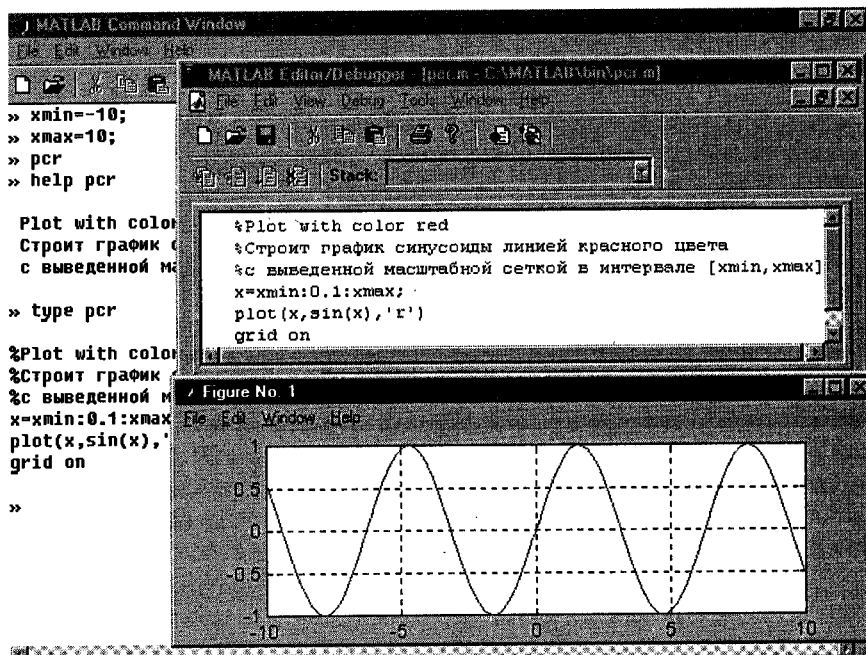 MATLAB Command Window
File Edit Window Help
» xmin=-10;
» xmax=10;
» pcr
» help pcr
Plot with color
Строит график с
с выведенной ма
» type pcr
%Plot with color
%Строит график
%с выведенной м
x=xmin:0.1:xmax
plot(x,sin(x),'
grid on
»
MATLAB Editor/Debugger - [pcr.m - C:\MATLAB\bin\pcr.m]
File Edit View Debug Tools Window Help
Stack:
%Plot with color red
%Строит график синусоиды линией красного цвета
%с выведенной масштабной сеткой в интервале [xmin,xmax]
x=xmin:0.1:xmax;
plot(x,sin(x),'r')
grid on
Figure No. 1
File Edit Window Help
1
0.5
0
-0.5
-1
-10 -5 0 5 10